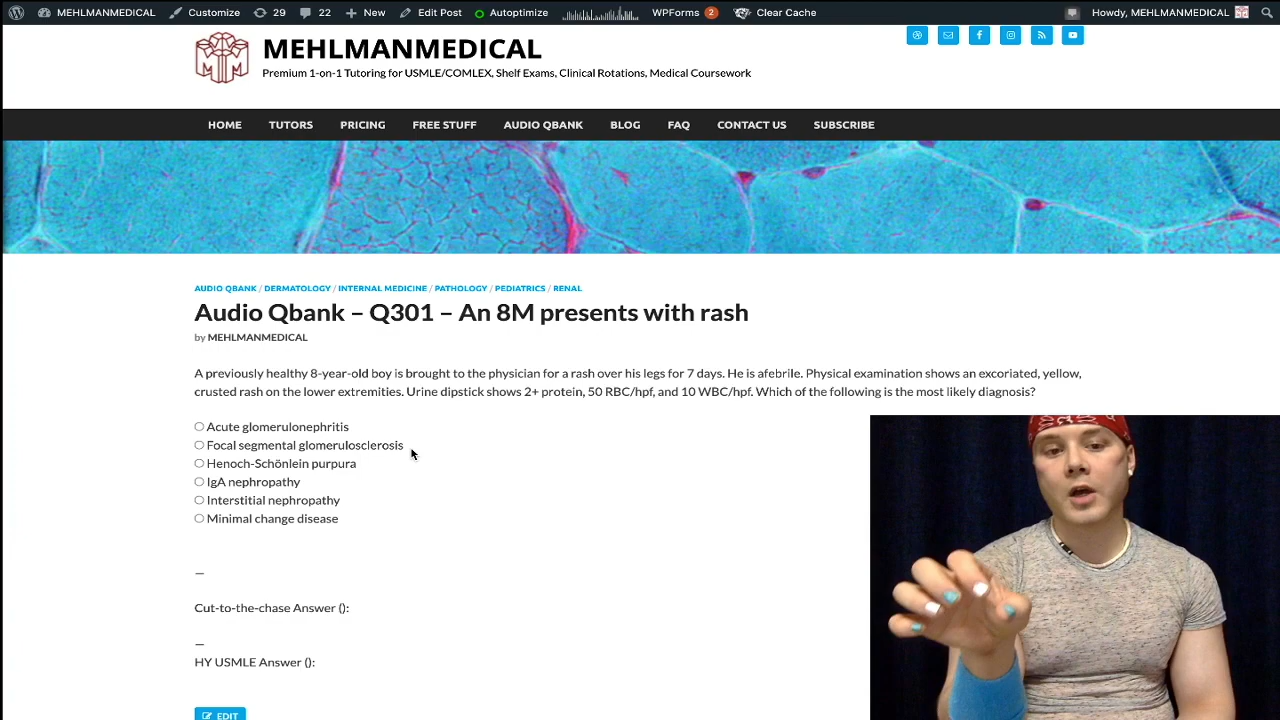 MEHLMANMEDICAL Customize 29 22 New Edit Post Autoptimize WPForms 2 Clear Cache Howdy, MEHLMANMEDICAL
MEHLMANMEDICAL
Premium 1-on-1 Tutoring for USMLE/COMLEX, Shelf Exams, Clinical Rotations, Medical Coursework
HOME TUTORS PRICING FREE STUFF AUDIO QBANK BLOG FAQ CONTACT US SUBSCRIBE
AUDIO QBANK / DERMATOLOGY / INTERNAL MEDICINE / PATHOLOGY / PEDIATRICS / RENAL
Audio Qbank – Q301 – An 8M presents with rash
by MEHLMANMEDICAL
A previously healthy 8-year-old boy is brought to the physician for a rash over his legs for 7 days. He is afebrile. Physical examination shows an excoriated, yellow,
crusted rash on the lower extremities. Urine dipstick shows 2+ protein, 50 RBC/hpf, and 10 WBC/hpf. Which of the following is the most likely diagnosis?
Acute glomerulonephritis
Focal segmental glomerulosclerosis
Henoch-Schönlein purpura
IgA nephropathy
Interstitial nephropathy
Minimal change disease
—
Cut-to-the-chase Answer ():
—
HY USMLE Answer ():
EDIT